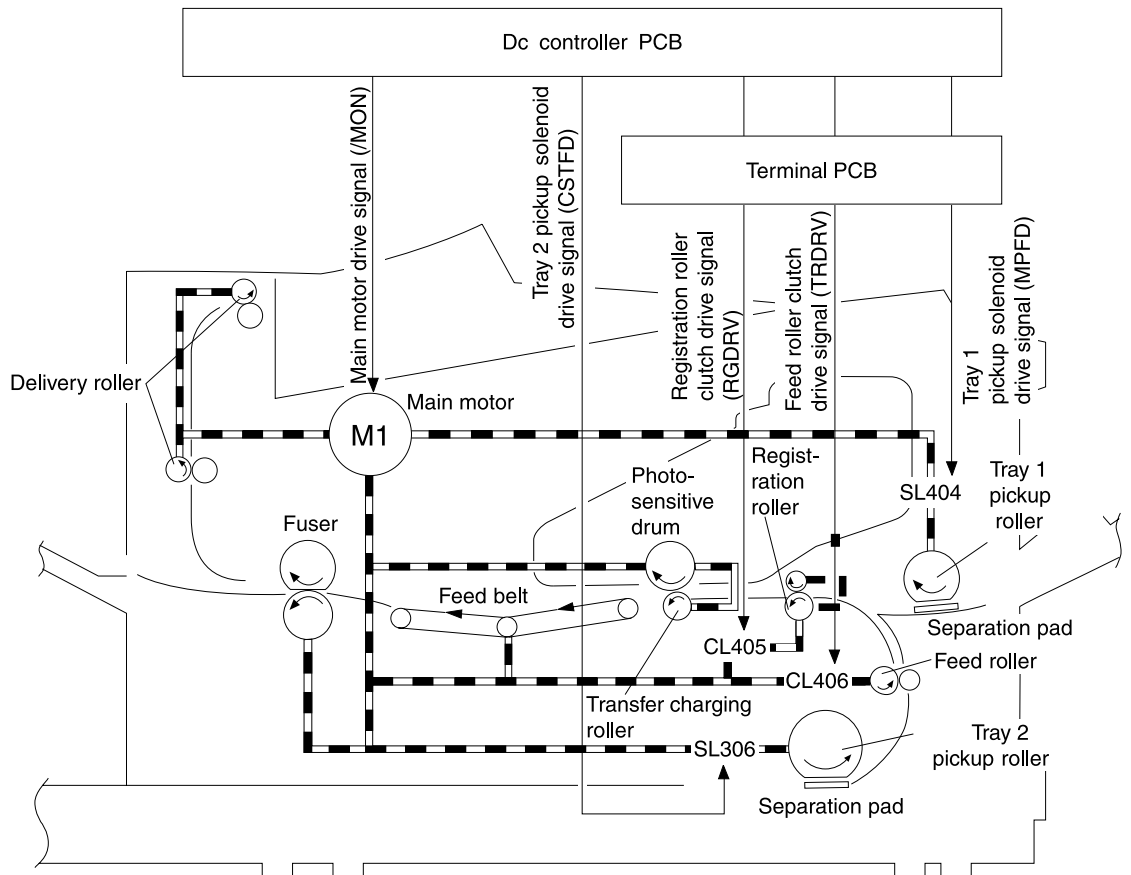 Dc controller PCB
Terminal PCB
Main motor drive signal (/MON)
Tray 2 pickup solenoid
drive signal (CSTFD)
Registration roller
clutch drive signal
(RGDRV)
Feed roller clutch
drive signal (TRDRV)
Tray 1
pickup solenoid
drive signal (MPFD)
Delivery roller
Main motor
M1
Photo-
sensitive
drum
Regist-
ration
roller
SL404
Tray 1
pickup
roller
Fuser
Feed belt
Separation pad
CL405
Feed roller
CL406
Transfer charging
roller
SL306
Tray 2
pickup roller
Separation pad